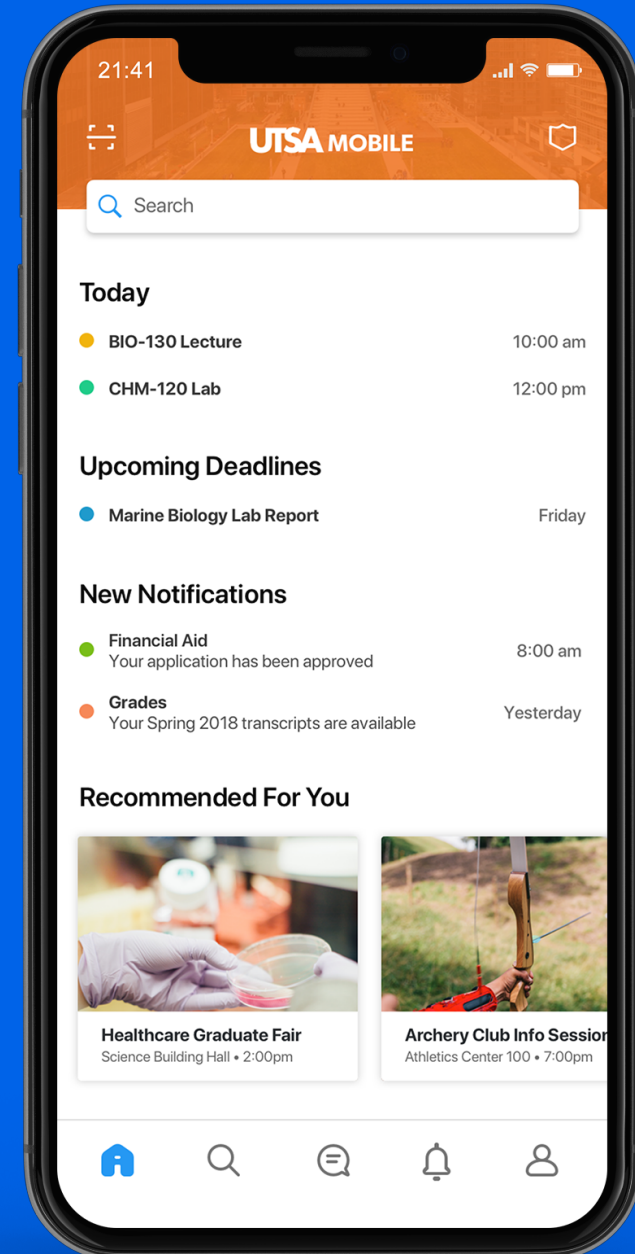 21:41
UTSA MOBILE
Search
Today
BIO-130 Lecture 10:00 am
CHM-120 Lab 12:00 pm
Upcoming Deadlines
Marine Biology Lab Report Friday
New Notifications
Financial Aid
Your application has been approved 8:00 am
Grades
Your Spring 2018 transcripts are available Yesterday
Recommended For You
Healthcare Graduate Fair
Science Building Hall • 2:00pm
Archery Club Info Session
Athletics Center 100 • 7:00pm